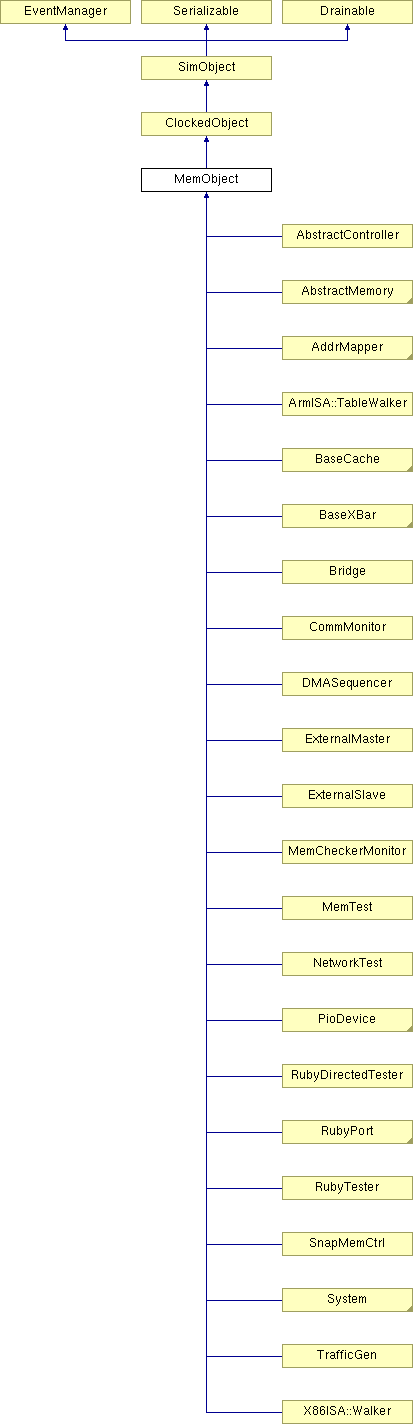 EventManager Serializable Drainable
SimObject
ClockedObject
MemObject
AbstractController
AbstractMemory
AddrMapper
ArmISA::TableWalker
BaseCache
BaseXBar
Bridge
CommMonitor
DMASequencer
ExternalMaster
ExternalSlave
MemCheckerMonitor
MemTest
NetworkTest
PioDevice
RubyDirectedTester
RubyPort
RubyTester
SnapMemCtrl
System
TrafficGen
X86ISA::Walker